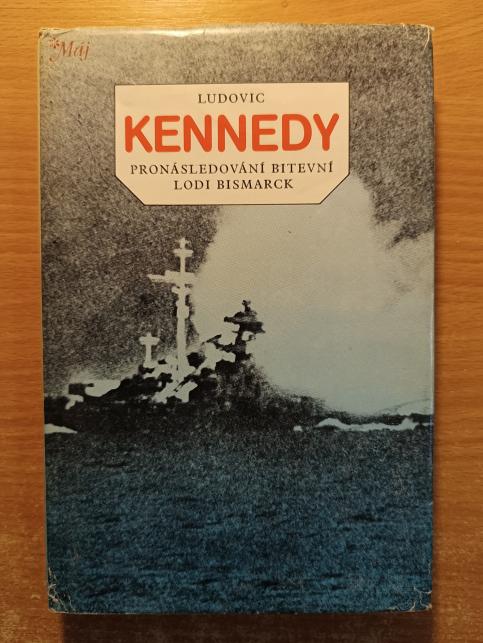 Máj
LUDOVIC
KENNEDY
PRONÁSLEDOVÁNÍ BITEVNÍ
LODI BISMARCK